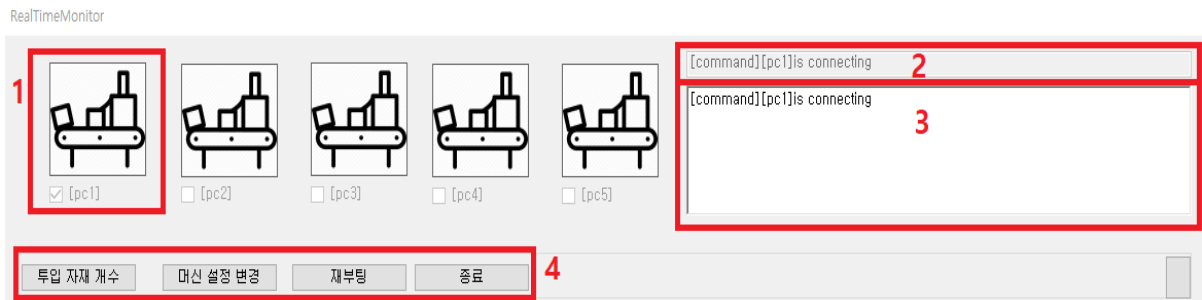 RealTimeMonitor
1
[pc1]
[pc2]
[pc3]
[pc4]
[pc5]
[command][pc1]is connecting
2
[command][pc1]is connecting
3
투입 자재 개수
머신 설정 변경
재부팅
종료
4